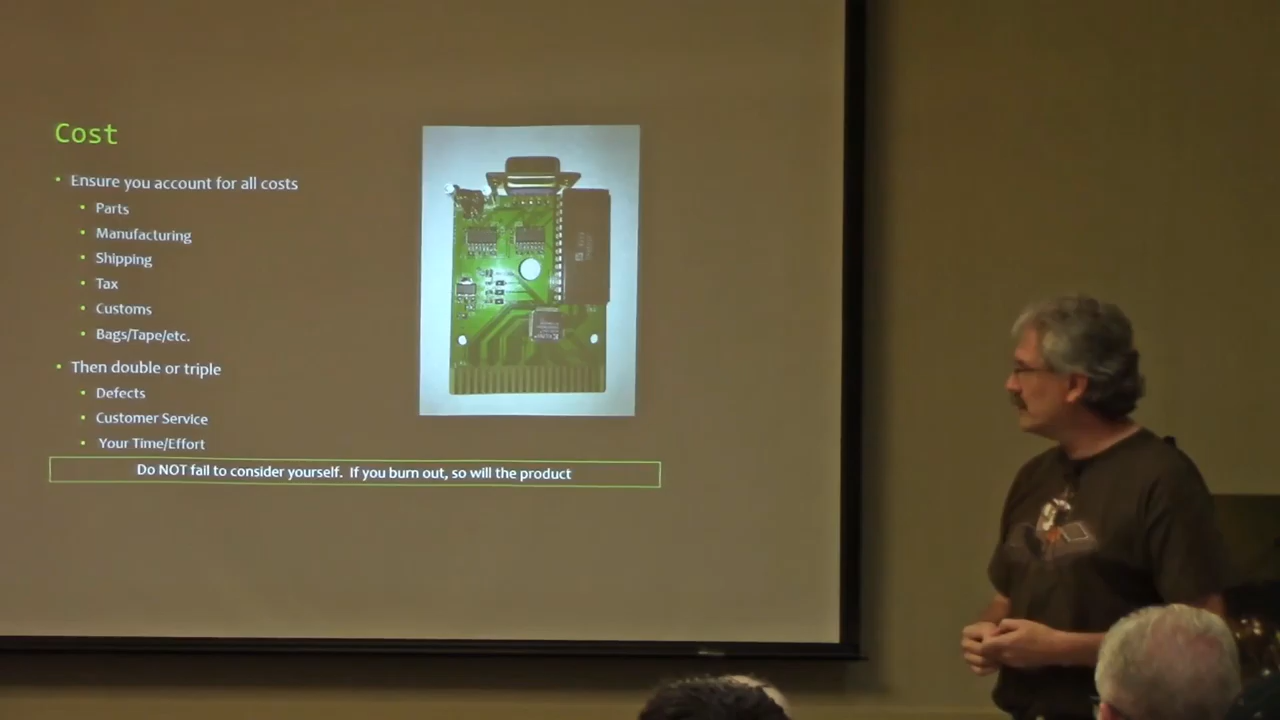 Cost
• Ensure you account for all costs
• Parts
• Manufacturing
• Shipping
• Tax
• Customs
• Bags/Tape/etc.
• Then double or triple
• Defects
• Customer Service
• Your Time/Effort
Do NOT fail to consider yourself. If you burn out, so will the product